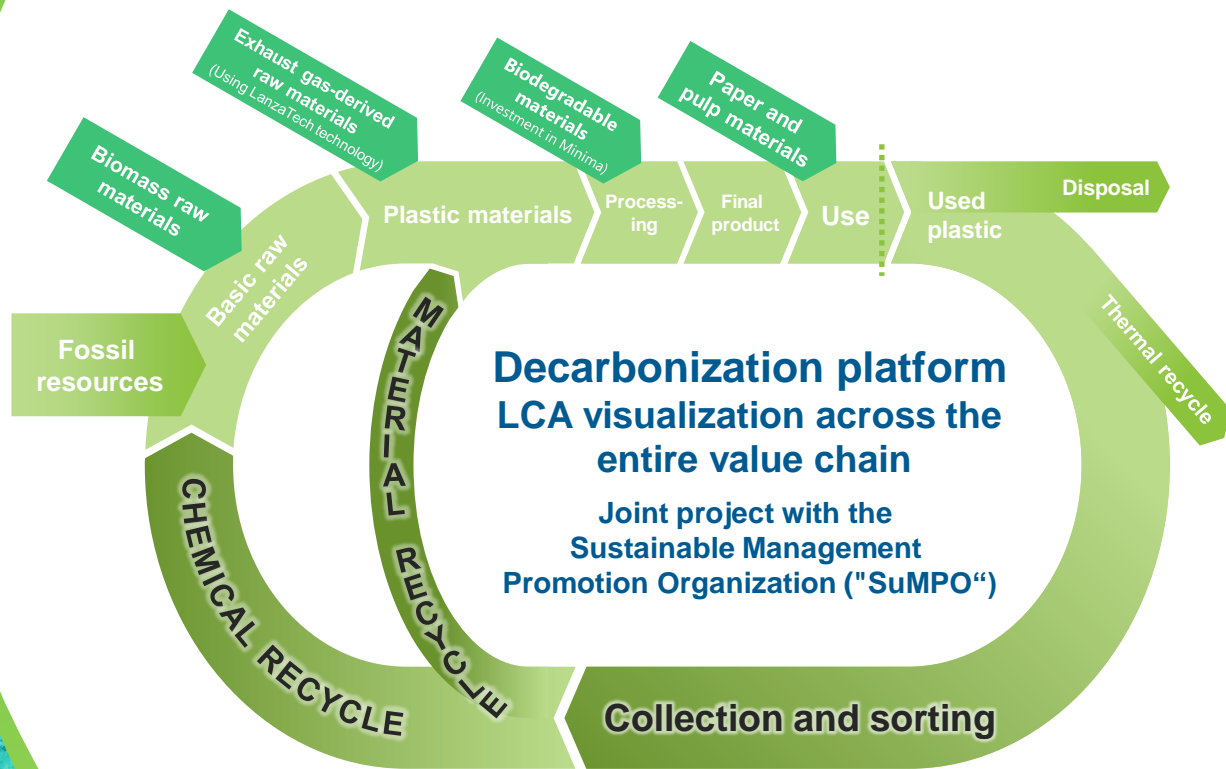 Exhaust gas-derived
raw materials
(Using LanzaTech technology)
Biodegradable
materials
(Investment in Minima)
Paper and
pulp materials
Biomass raw
materials
Plastic materials
Process-
ing
Final
product
Use
Used
plastic
Disposal
Basic raw
materials
Fossil
resources
Thermal recycle
MATERIAL RECYCLE
CHEMICAL RECYCLE
Decarbonization platform
LCA visualization across the
entire value chain
Joint project with the
Sustainable Management
Promotion Organization ("SuMPO“)
Collection and sorting